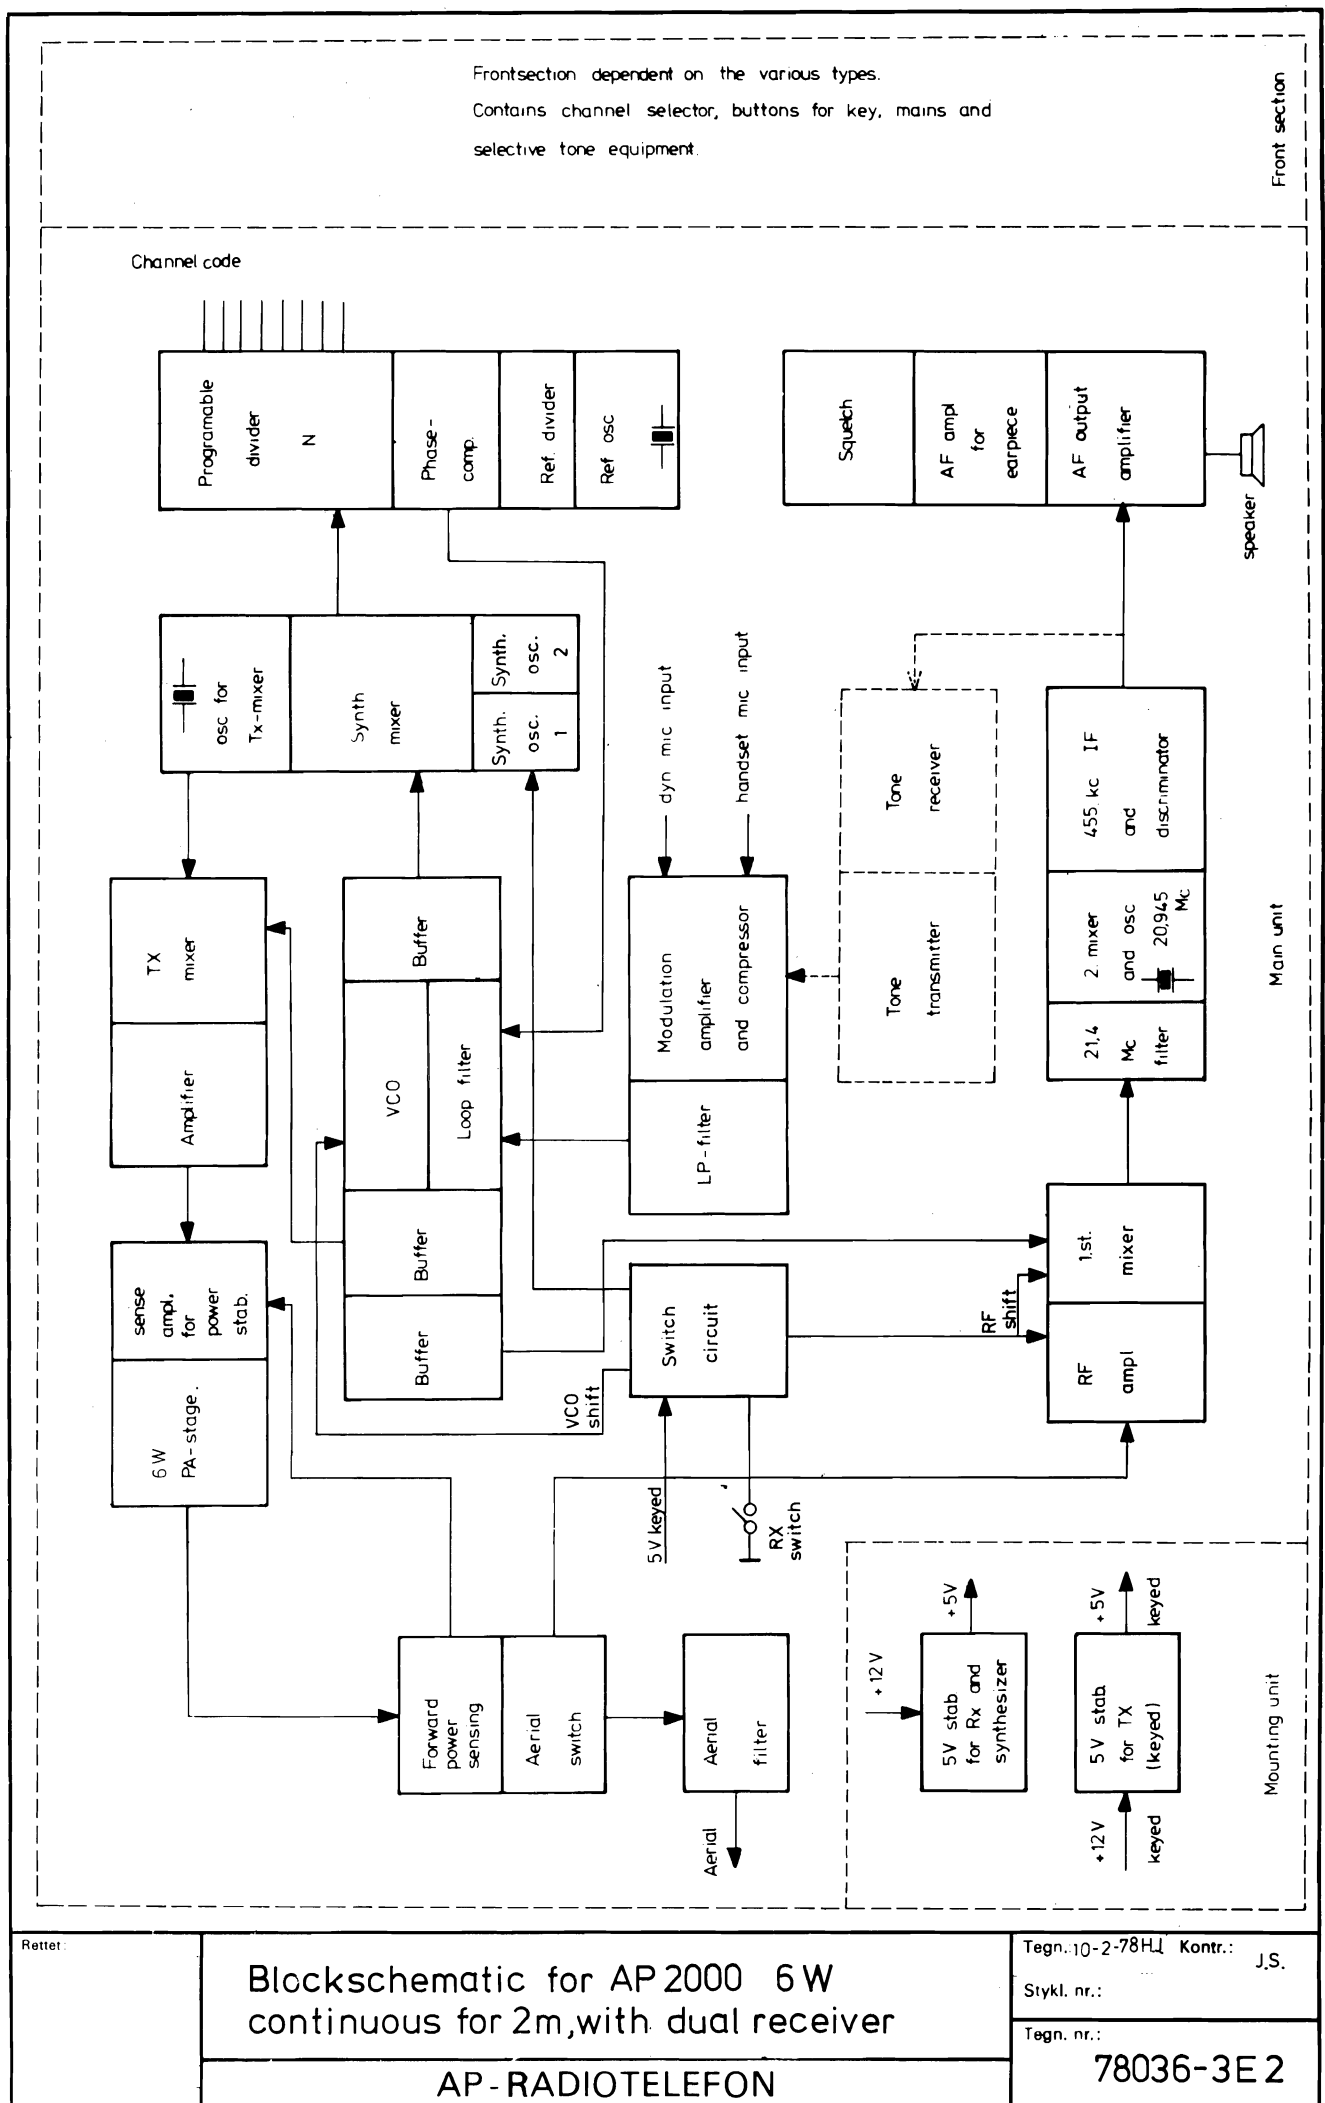 Frontsection dependent on the various types.
Contains channel selector, buttons for key, mains and
selective tone equipment.
Front section
Channel code
Programable
divider
N
Phase-
comp.
Ref. divider
Ref osc
Squelch
AF ampl
for
earpiece
AF output
amplifier
speaker
osc for
Tx-mixer
Synth
mixer
Synth.
osc.
1
Synth.
osc.
2
dyn mic input
handset mic input
Tone
receiver
Tone
transmitter
455 kc IF
and
discriminator
2. mixer
and osc
20,945
Mc
21,4
Mc
filter
Main unit
TX
mixer
Amplifier
Buffer
VCO
Loop filter
Buffer
Buffer
Modulation
amplifier
and compressor
LP-filter
sense
ampl.
for
power
stab.
6W
PA-stage.
Switch
circuit
VCO
shift
RF
shift
1.st.
mixer
RF
ampl
5V keyed
RX
switch
Forward
power
sensing
Aerial
switch
Aerial
filter
Aerial
+12V
5V stab
for Rx and
synthesizer
+5V
+12V
keyed
5V stab.
for TX
(keyed)
+5V
keyed
Mounting unit
Rettet:
Blockschematic for AP2000 6W
continuous for 2m,with dual receiver
AP-RADIOTELEFON
Tegn.:10-2-78HJ Kontr.: J.S.
Stykl. nr.:
Tegn. nr.:
78036-3E2